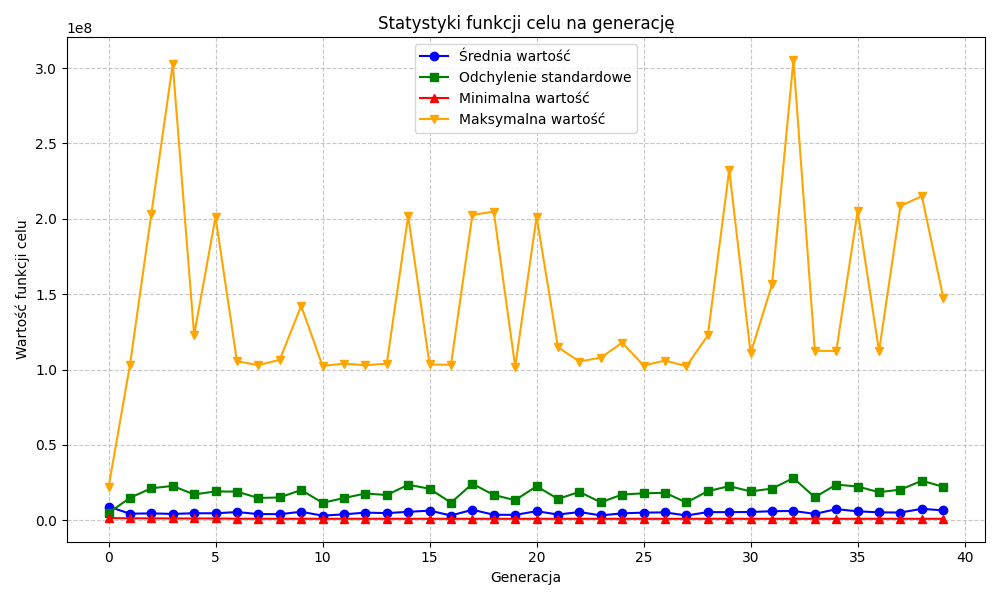 Statystyki funkcji celu na generację
1e8
Średnia wartość
Odchylenie standardowe
Minimalna wartość
Maksymalna wartość
3.0
2.5
2.0
1.5
1.0
0.5
0.0
Wartość funkcji celu
0 5 10 15 20 25 30 35 40
Generacja